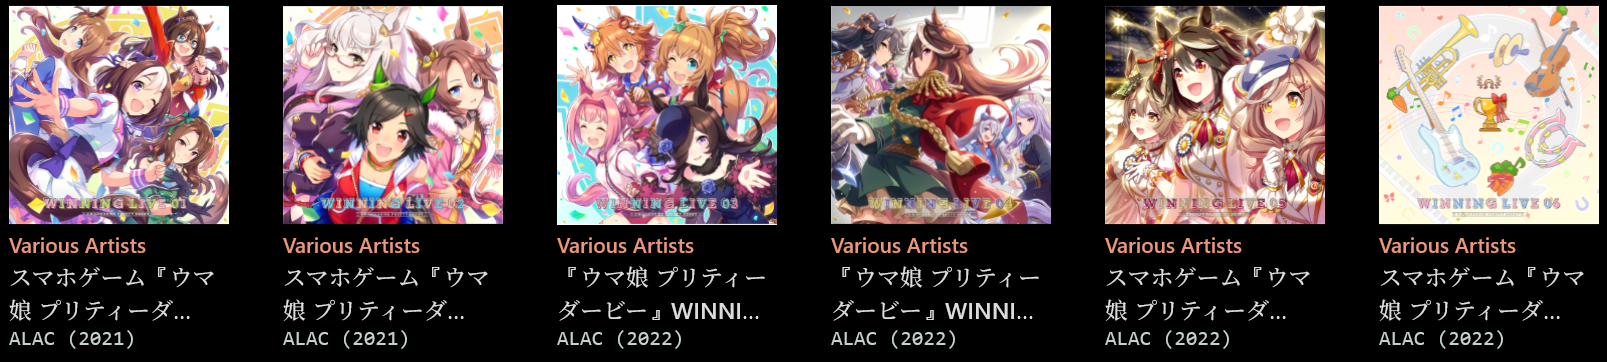 WINNING LIVE 01
Various Artists
スマホゲーム『ウマ
娘 プリティーダ...
ALAC (2021)
WINNING LIVE 02
Various Artists
スマホゲーム『ウマ
娘 プリティーダ...
ALAC (2021)
WINNING LIVE 03
Various Artists
『ウマ娘 プリティー
ダービー』WINNI...
ALAC (2022)
WINNING LIVE 04
Various Artists
『ウマ娘 プリティー
ダービー』WINNI...
ALAC (2022)
WINNING LIVE 05
Various Artists
スマホゲーム『ウマ
娘 プリティーダ...
ALAC (2022)
WINNING LIVE 06
Various Artists
スマホゲーム『ウマ
娘 プリティーダ...
ALAC (2022)